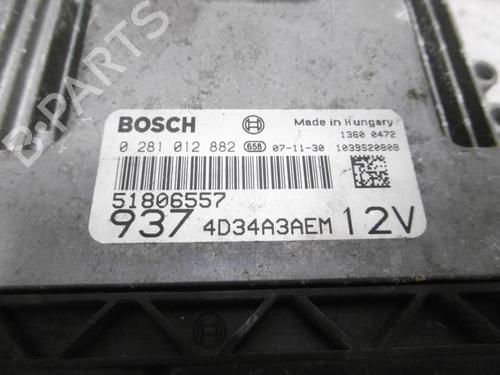 B-PARTS
BOSCH
Made in Hungary
1360 0472
0 281 012 882 658 07-11-30 1039S20808
51806557
937 4D34A3AEM 12V